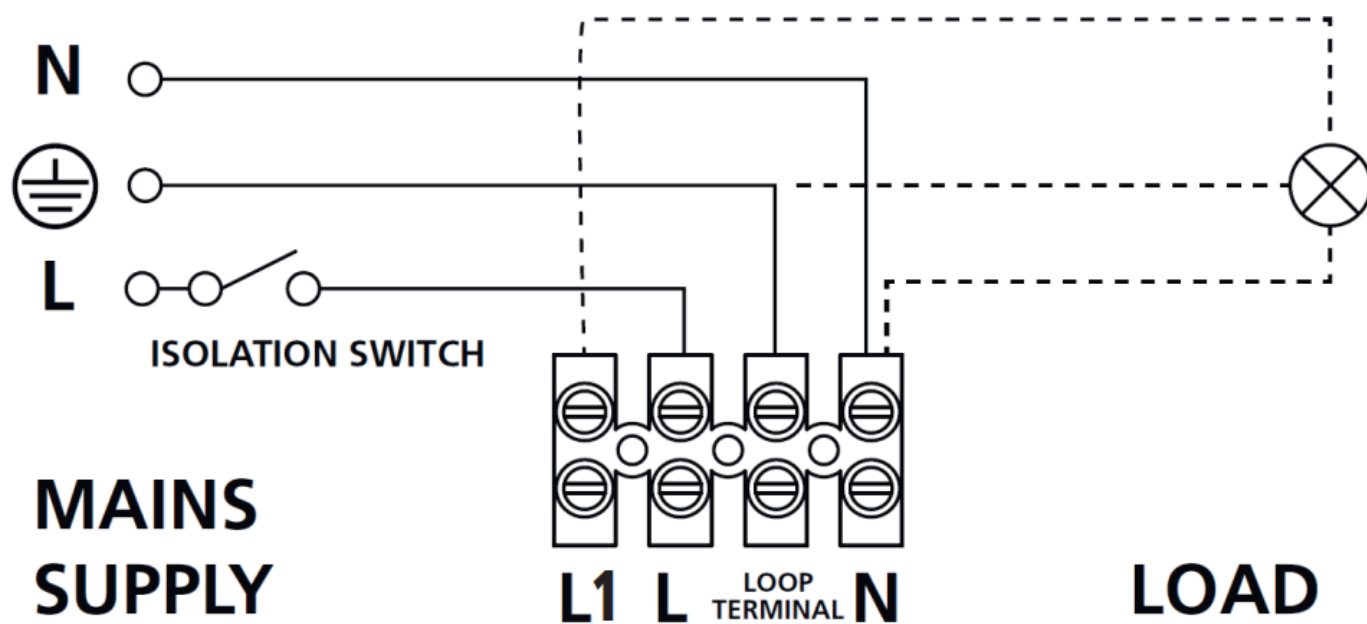 N
L
ISOLATION SWITCH
MAINS
SUPPLY
L1
L
LOOP
TERMINAL
N
LOAD